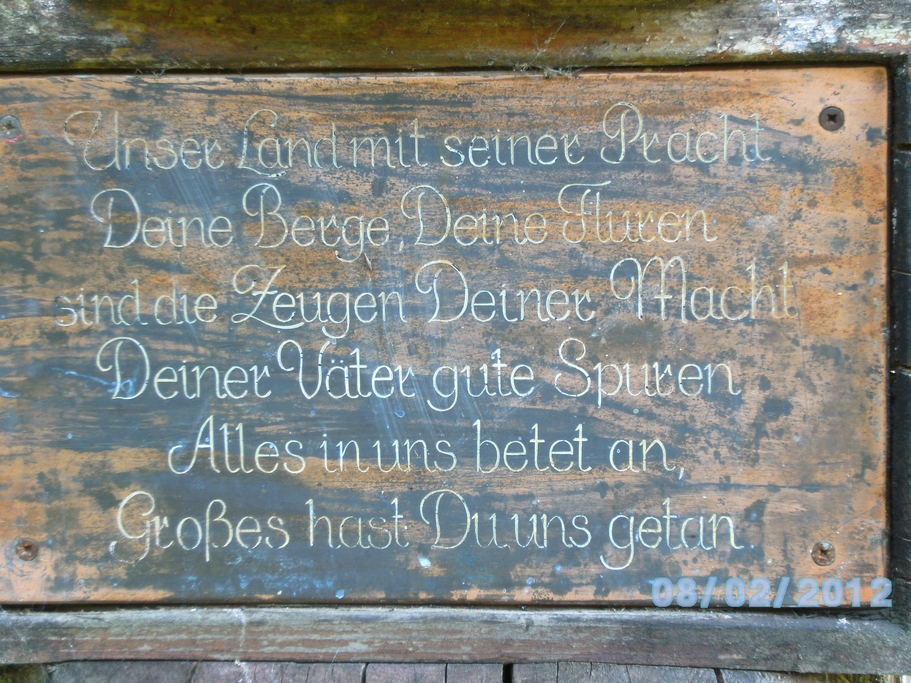 Unser Land mit seiner Pracht
Deine Berge, Deine Fluren
sind die Zeugen Deiner Macht
Deiner Väter gute Spuren
Alles in uns betet an,
Großes hast Du uns getan.
08/02/2012